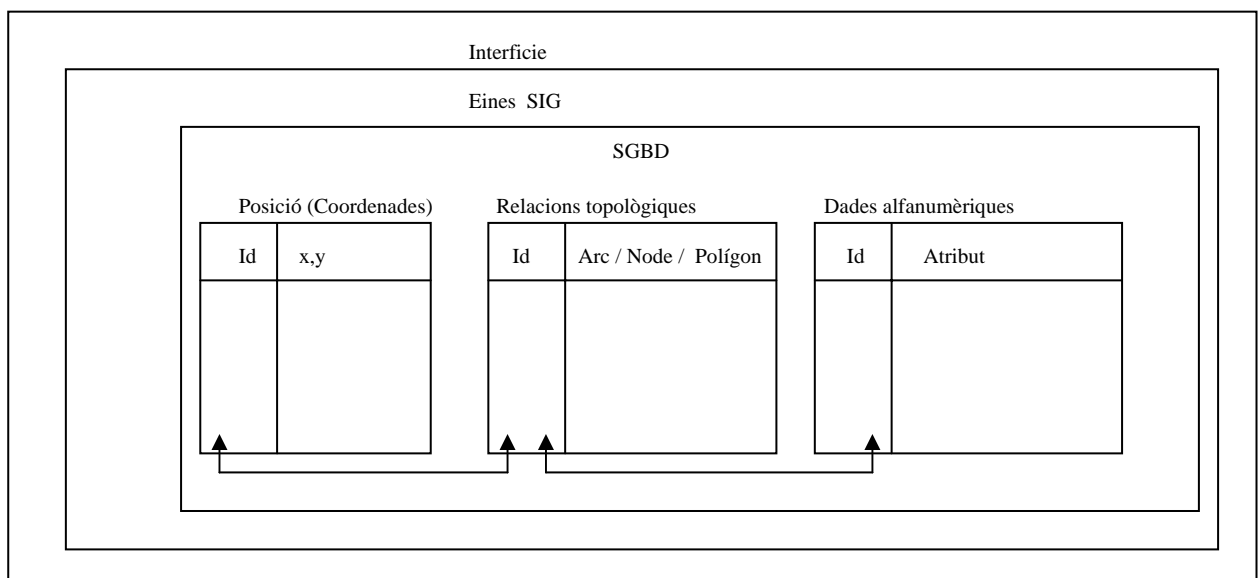 Interficie
Eines SIG
SGBD
Posició (Coordenades) Relacions topològiques Dades alfanumèriques
Id x,y Id Arc / Node / Polígon Id Atribut